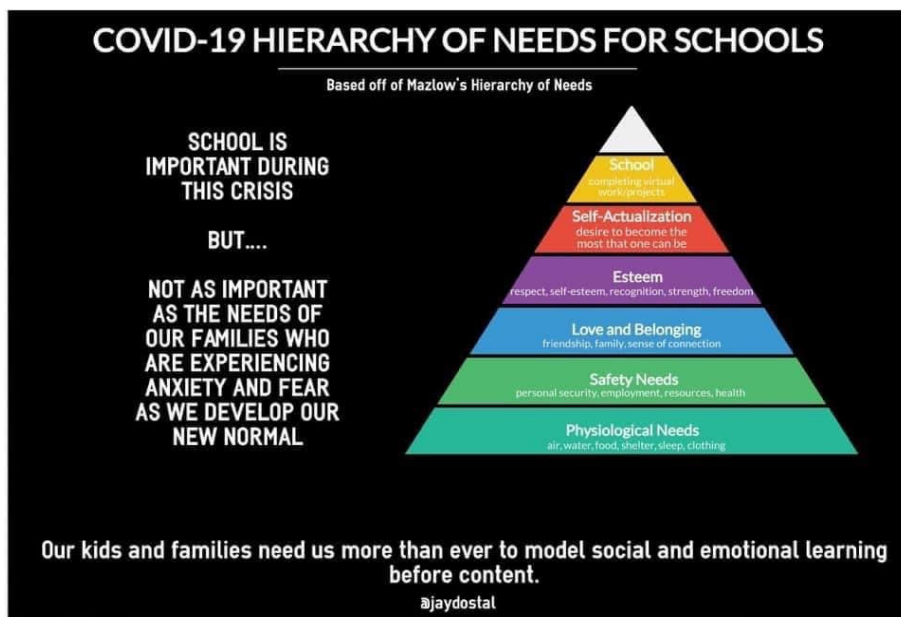 COVID-19 HIERARCHY OF NEEDS FOR SCHOOLS
Based off of Mazlow's Hierarchy of Needs
SCHOOL IS
IMPORTANT DURING
THIS CRISIS
BUT....
NOT AS IMPORTANT
AS THE NEEDS OF
OUR FAMILIES WHO
ARE EXPERIENCING
ANXIETY AND FEAR
AS WE DEVELOP OUR
NEW NORMAL
School
completing virtual
work/projects
Self-Actualization
desire to become the
most that one can be
Esteem
respect, self-esteem, recognition, strength, freedom
Love and Belonging
friendship, family, sense of connection
Safety Needs
personal security, employment, resources, health
Physiological Needs
air, water, food, shelter, sleep, clothing
Our kids and families need us more than ever to model social and emotional learning
before content.
@jaydostal